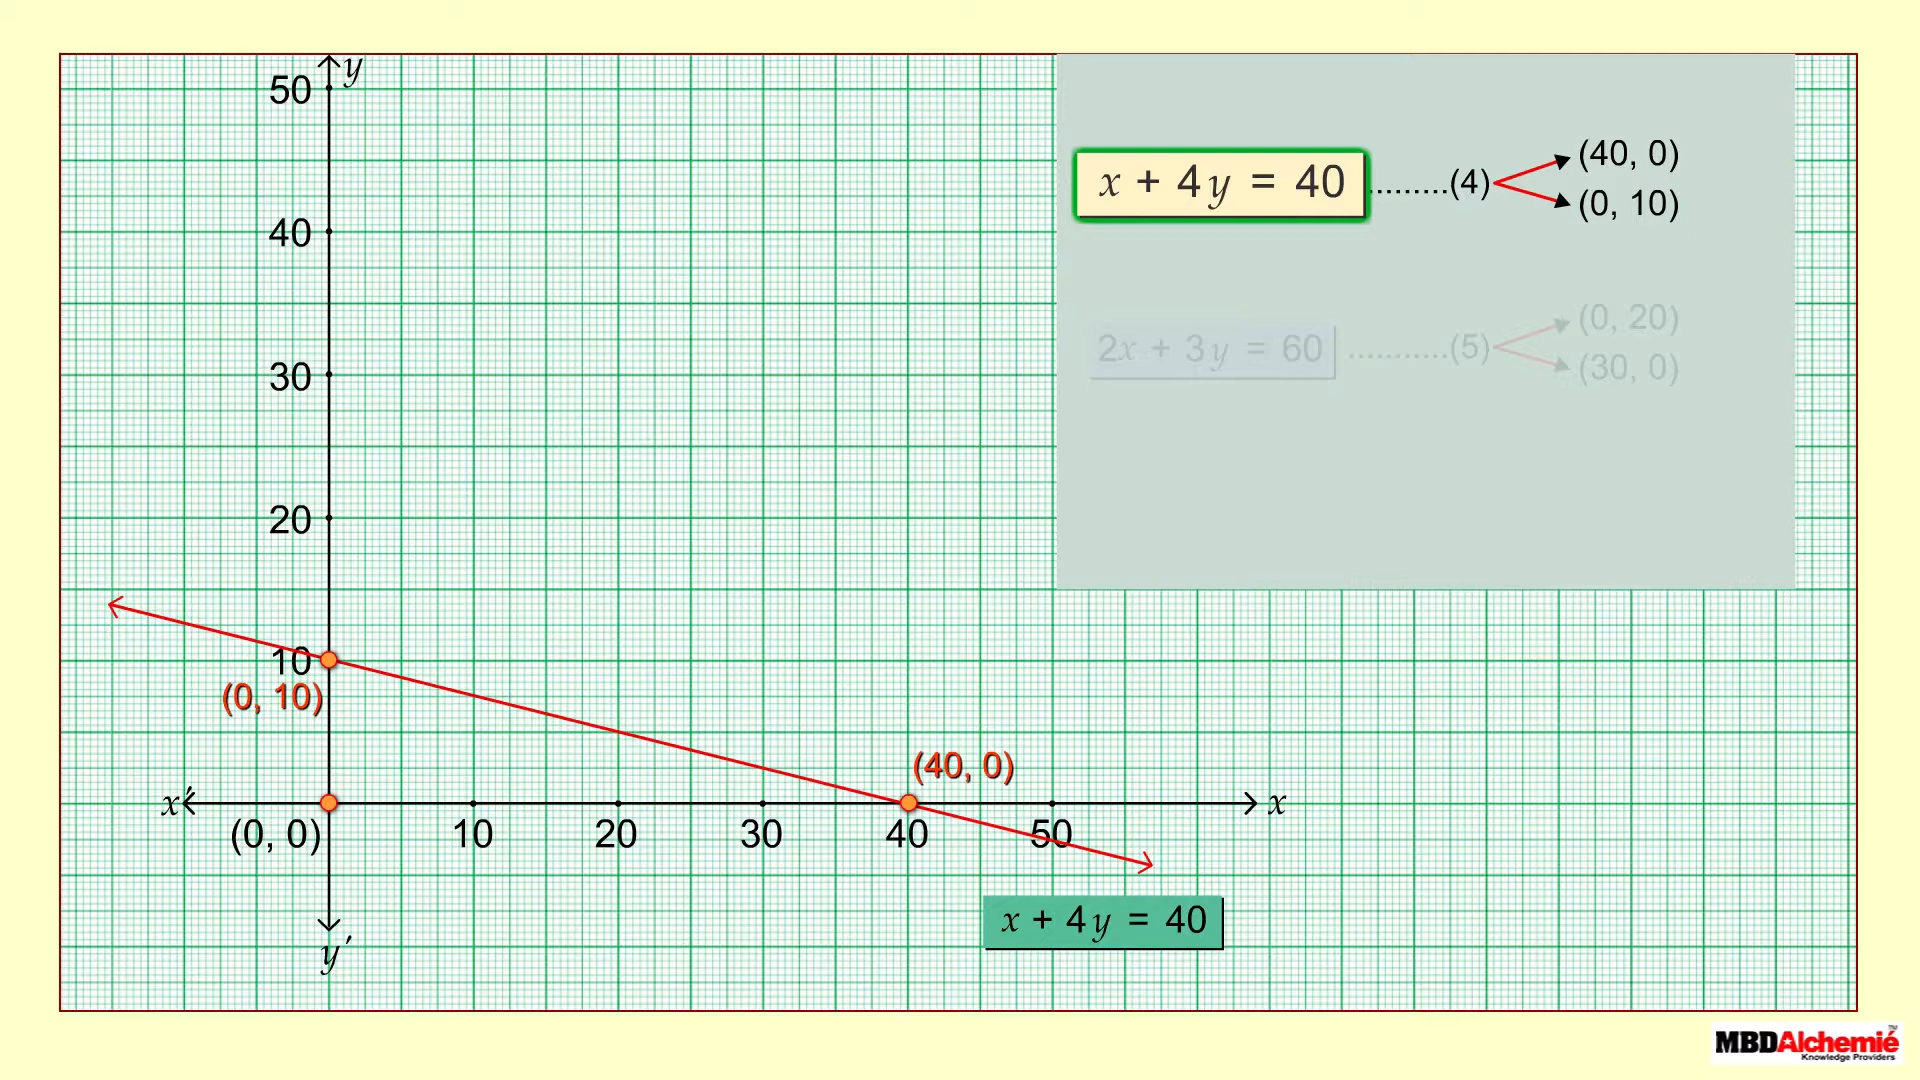 y
50
40
30
20
10
(0, 10)
x′
(0, 0)
10
20
30
40
50
x
(40, 0)
y′
x + 4y = 40
x + 4y = 40 .........(4)
(40, 0)
(0, 10)
2x + 3y = 60 ...........(5)
(0, 20)
(30, 0)
MBDAlchemié™
Knowledge Providers